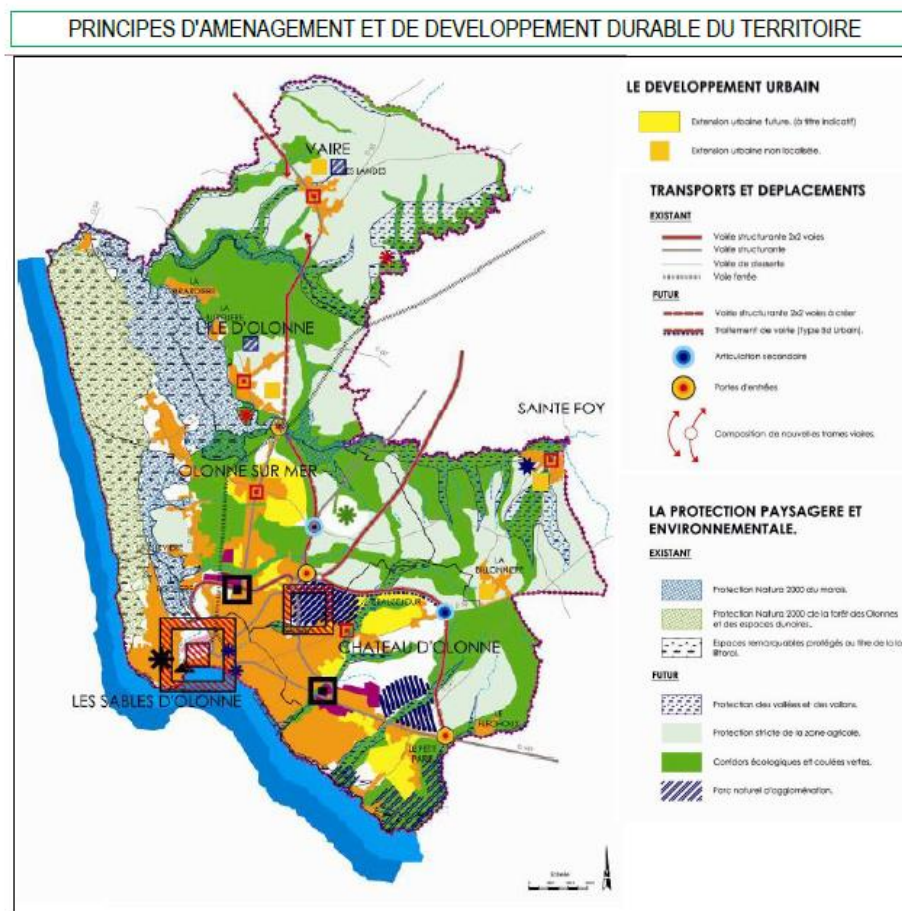 PRINCIPES D'AMENAGEMENT ET DE DEVELOPPEMENT DURABLE DU TERRITOIRE
LE DEVELOPPEMENT URBAIN
Extension urbaine future. (à titre indicatif)
Extension urbaine non localisée.
TRANSPORTS ET DEPLACEMENTS
EXISTANT
Voirie structurante 2x2 voies
Voirie structurante
Voirie de desserte
Voie ferrée
FUTUR
Voirie structurante 2x2 voies à créer
Traitement de voirie (Type Bd Urbain).
Articulation secondaire
Portes d'entrées
Composition de nouvelles trames viaires.
LA PROTECTION PAYSAGERE ET
ENVIRONNEMENTALE.
EXISTANT
Protection Natura 2000 du marais.
Protection Natura 2000 de la forêt des Olonnes
et des espaces dunaires.
Espaces remarquables protégés au titre de la loi
littoral.
FUTUR
Protection des vallées et des vallons.
Protection stricte de la zone agricole.
Corridors écologiques et coulées vertes.
Parc naturel d'agglomération.
VAIRE
LES LANDES
LA
LA
L'ILE D'OLONNE
SAINTE FOY
OLONNE SUR MER
CHATEAU D'OLONNE
LES SABLES D'OLONNE
LE PETIT
PARIS
Echelle